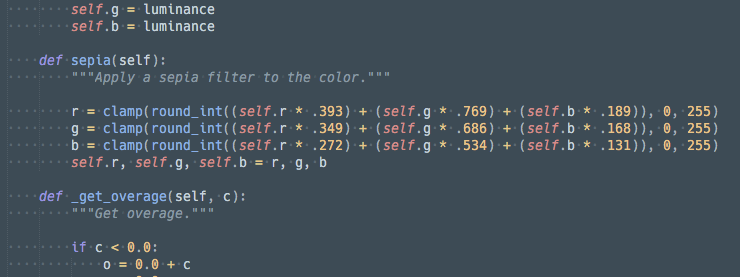 self.g = luminance
        self.b = luminance

    def sepia(self):
        """Apply a sepia filter to the color."""

        r = clamp(round_int((self.r * .393) + (self.g * .769) + (self.b * .189)), 0, 255)
        g = clamp(round_int((self.r * .349) + (self.g * .686) + (self.b * .168)), 0, 255)
        b = clamp(round_int((self.r * .272) + (self.g * .534) + (self.b * .131)), 0, 255)
        self.r, self.g, self.b = r, g, b

    def _get_overage(self, c):
        """Get overage."""

        if c < 0.0:
            o = 0.0 + c